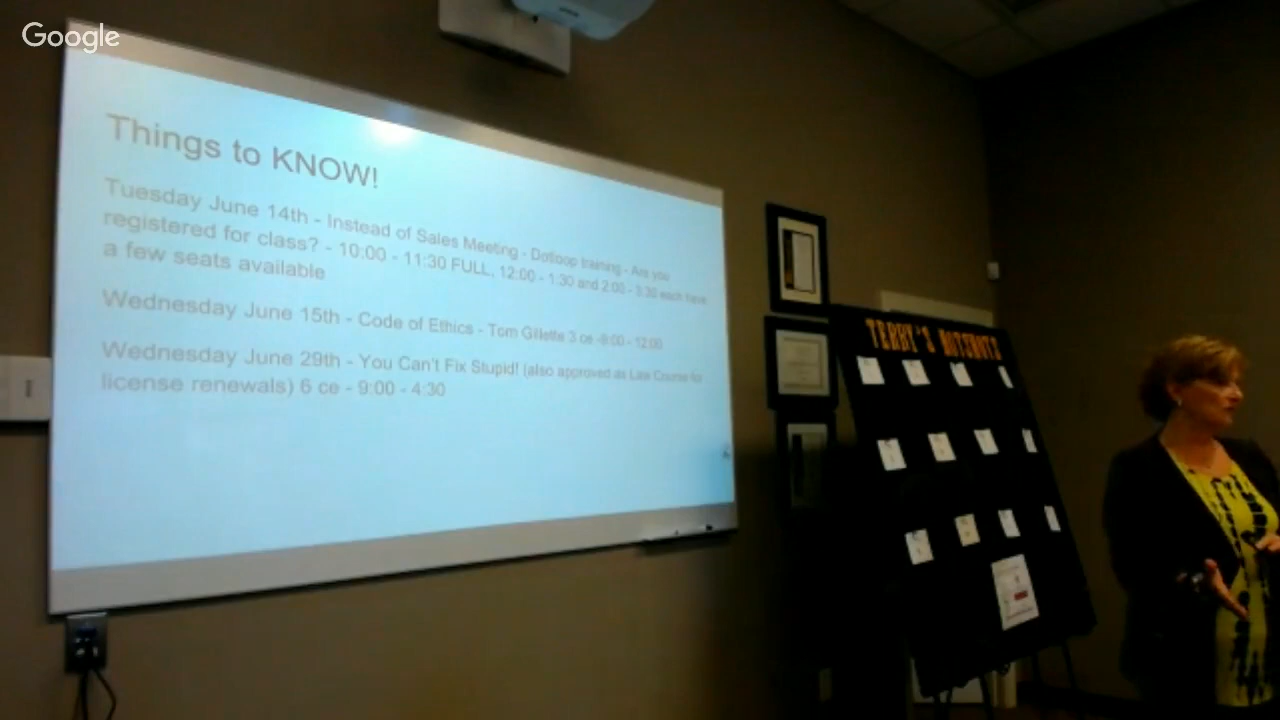 Google
Things to KNOW!
Tuesday June 14th - Instead of Sales Meeting - Dotloop training - Are you
registered for class? - 10:00 - 11:30 FULL, 12:00 - 1:30 and 2:00 - 3:30 each have
a few seats available
Wednesday June 15th - Code of Ethics - Tom Gillette 3 ce -9:00 - 12:00
Wednesday June 29th - You Can't Fix Stupid! (also approved as Law Course for
license renewals) 6 ce - 9:00 - 4:30
TERRY'S HOTSHOTS